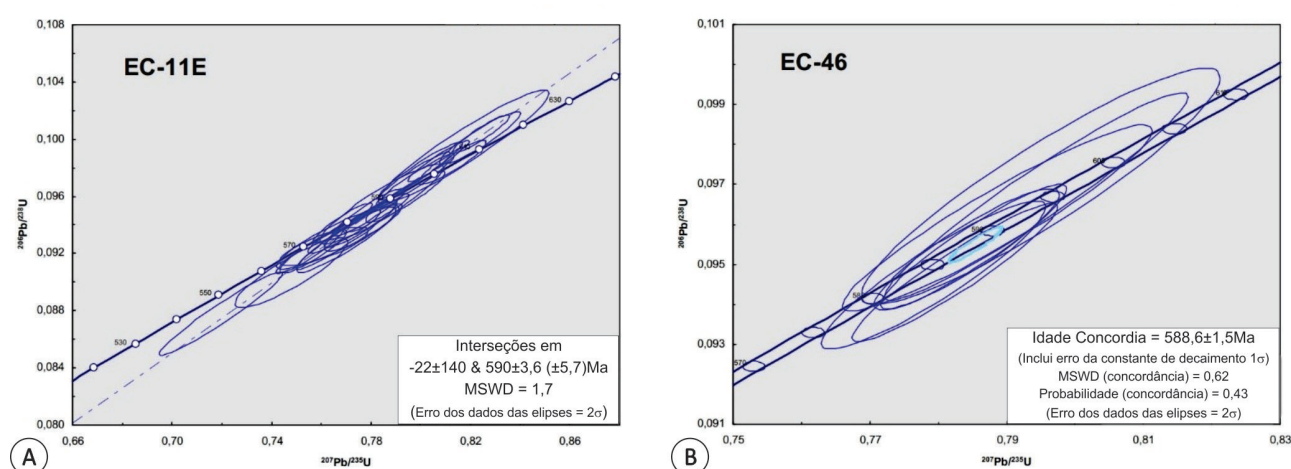 EC-11E
0,108
0,104
0,100
0,096
0,092
0,088
0,084
0,080
²⁰⁶Pb/²³⁸U
630
570
550
530
Interseções em
-22±140 & 590±3,6 (±5,7)Ma
MSWD = 1,7
(Erro dos dados das elipses = 2σ)
0,66
0,70
0,74
0,78
0,82
0,86
²⁰⁷Pb/²³⁵U
A
EC-46
0,101
0,099
0,097
0,095
0,093
0,091
²⁰⁶Pb/²³⁸U
590
570
Idade Concordia = 588,6±1,5Ma
(Inclui erro da constante de decaimento 1σ)
MSWD (concordância) = 0,62
Probabilidade (concordância) = 0,43
(Erro dos dados das elipses = 2σ)
0,75
0,77
0,79
0,81
0,83
²⁰⁷Pb/²³⁵U
B